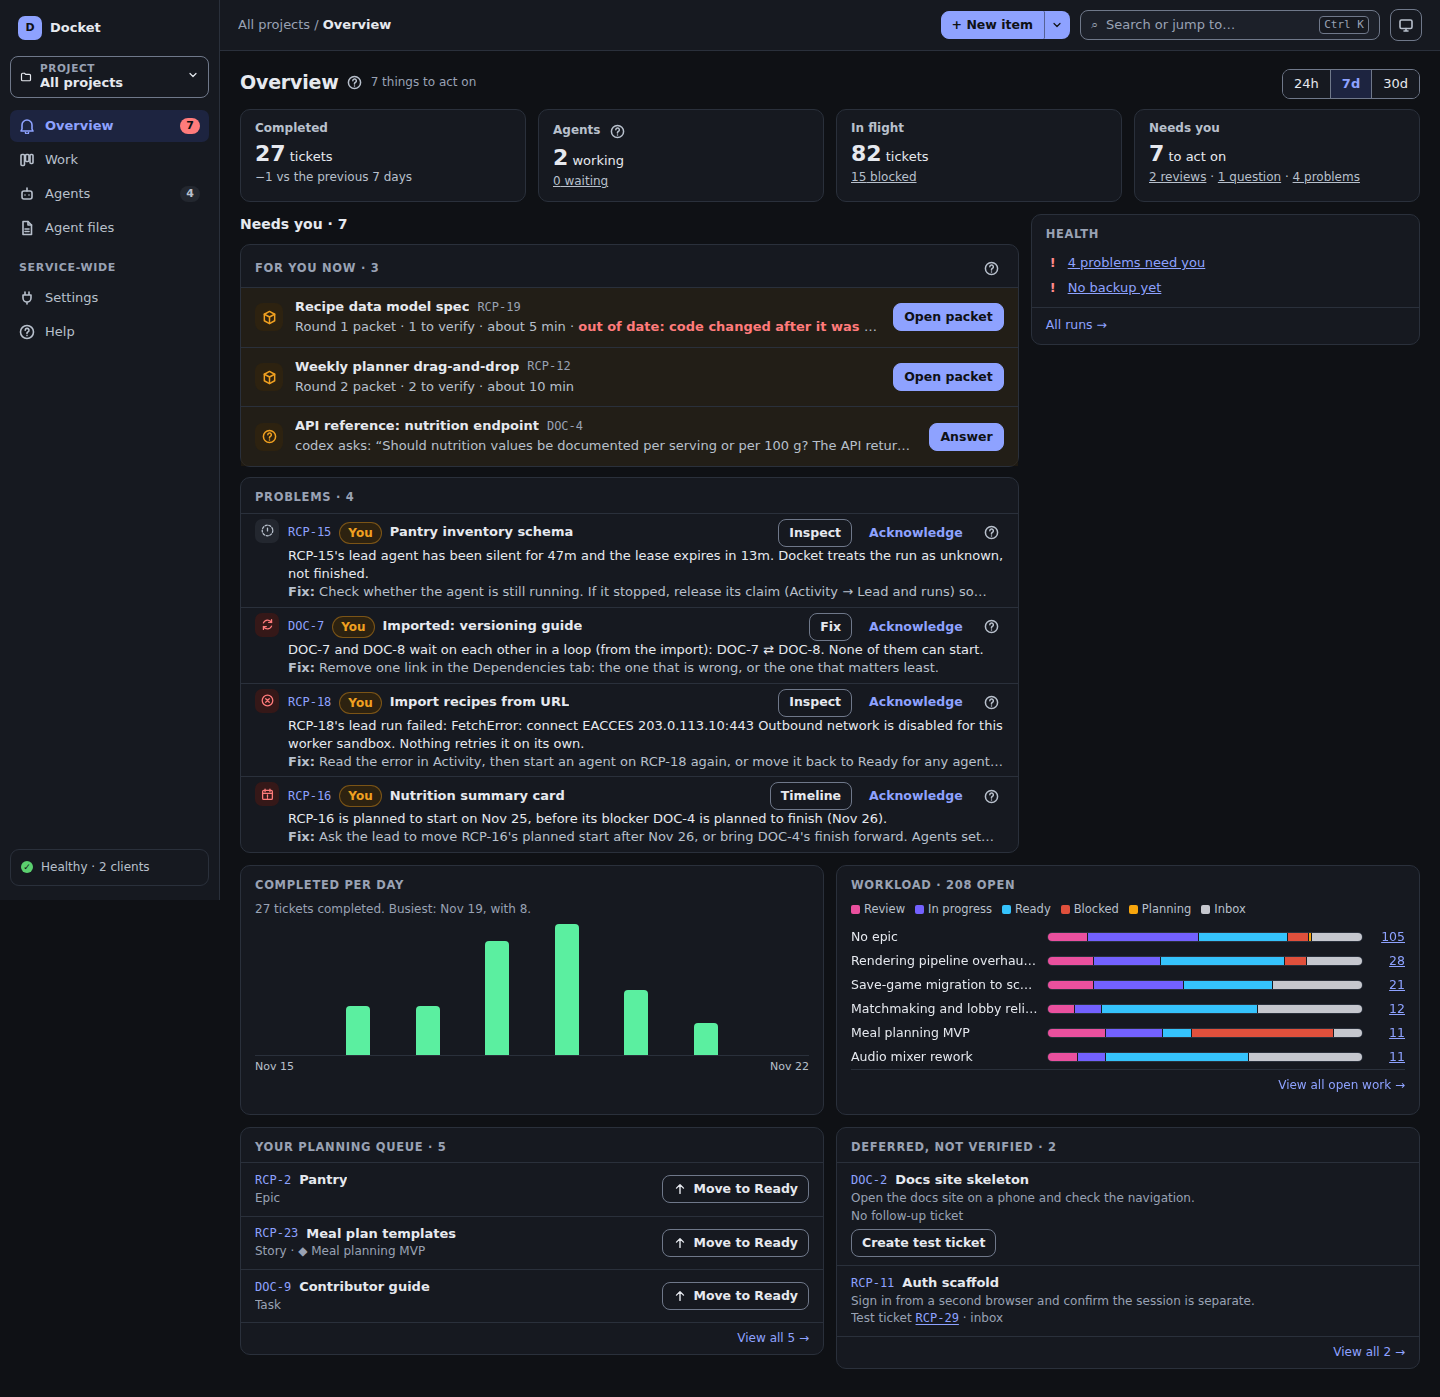 D Docket
PROJECT
All projects
Overview 7
Work
Agents 4
Agent files
SERVICE-WIDE
Settings
Help
Healthy · 2 clients
All projects / Overview
+ New item
Search or jump to… Ctrl K
Overview 7 things to act on
24h 7d 30d
Completed
27 tickets
−1 vs the previous 7 days
Agents
2 working
0 waiting
In flight
82 tickets
15 blocked
Needs you
7 to act on
2 reviews · 1 question · 4 problems
Needs you · 7
FOR YOU NOW · 3
Recipe data model spec RCP-19
Round 1 packet · 1 to verify · about 5 min · out of date: code changed after it was …
Open packet
Weekly planner drag-and-drop RCP-12
Round 2 packet · 2 to verify · about 10 min
Open packet
API reference: nutrition endpoint DOC-4
codex asks: “Should nutrition values be documented per serving or per 100 g? The API retur…
Answer
HEALTH
! 4 problems need you
! No backup yet
All runs →
PROBLEMS · 4
RCP-15 You Pantry inventory schema Inspect Acknowledge
RCP-15's lead agent has been silent for 47m and the lease expires in 13m. Docket treats the run as unknown,
not finished.
Fix: Check whether the agent is still running. If it stopped, release its claim (Activity → Lead and runs) so…
DOC-7 You Imported: versioning guide Fix Acknowledge
DOC-7 and DOC-8 wait on each other in a loop (from the import): DOC-7 ⇄ DOC-8. None of them can start.
Fix: Remove one link in the Dependencies tab: the one that is wrong, or the one that matters least.
RCP-18 You Import recipes from URL Inspect Acknowledge
RCP-18's lead run failed: FetchError: connect EACCES 203.0.113.10:443 Outbound network is disabled for this
worker sandbox. Nothing retries it on its own.
Fix: Read the error in Activity, then start an agent on RCP-18 again, or move it back to Ready for any agent…
RCP-16 You Nutrition summary card Timeline Acknowledge
RCP-16 is planned to start on Nov 25, before its blocker DOC-4 is planned to finish (Nov 26).
Fix: Ask the lead to move RCP-16's planned start after Nov 26, or bring DOC-4's finish forward. Agents set…
COMPLETED PER DAY
27 tickets completed. Busiest: Nov 19, with 8.
Nov 15 Nov 22
WORKLOAD · 208 OPEN
Review In progress Ready Blocked Planning Inbox
No epic 105
Rendering pipeline overhau… 28
Save-game migration to sc… 21
Matchmaking and lobby reli… 12
Meal planning MVP 11
Audio mixer rework 11
View all open work →
YOUR PLANNING QUEUE · 5
RCP-2 Pantry
Epic
↑ Move to Ready
RCP-23 Meal plan templates
Story · ◆ Meal planning MVP
↑ Move to Ready
DOC-9 Contributor guide
Task
↑ Move to Ready
View all 5 →
DEFERRED, NOT VERIFIED · 2
DOC-2 Docs site skeleton
Open the docs site on a phone and check the navigation.
No follow-up ticket
Create test ticket
RCP-11 Auth scaffold
Sign in from a second browser and confirm the session is separate.
Test ticket RCP-29 · inbox
View all 2 →